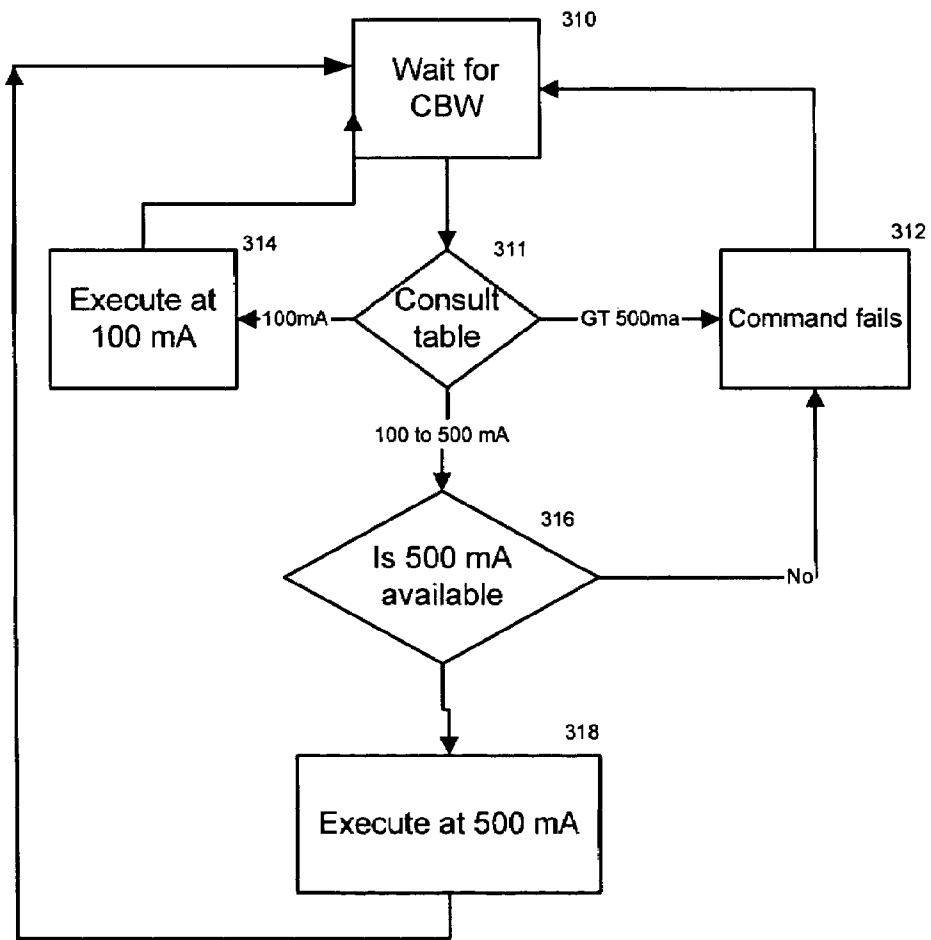 310
Wait for
CBW
314
311
312
Execute at
100 mA
100mA
Consult
table
GT 500ma
Command fails
100 to 500 mA
316
Is 500 mA
available
No
318
Execute at 500 mA